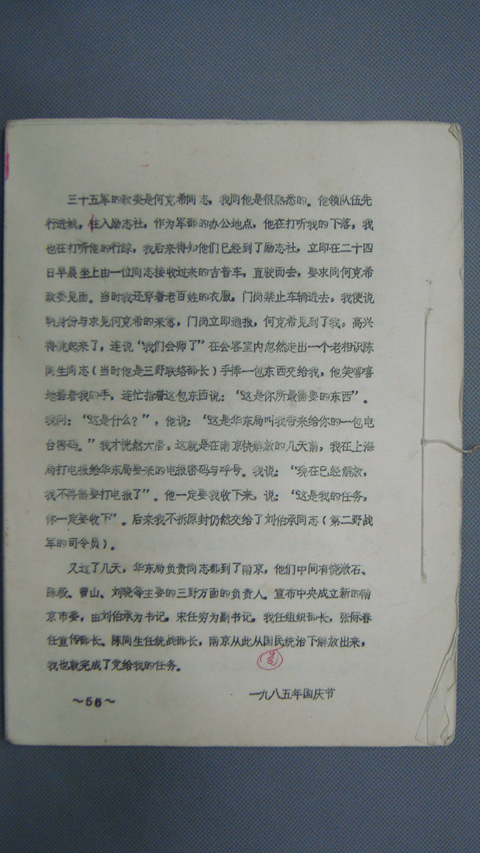 三十五军的政委是何克希同志，我同他是很熟悉的。他领队伍先
行进城，住入励志社，作为军部的办公地点，他在打听我的下落，我
也在打听他的行踪，我后来得知他们已经到了励志社，立即在二十四
日早晨坐上由一位同志接收过来的吉普车，直驶而去，要求同何克希
政委见面。当时我还穿着老百姓的衣服，门岗禁止车辆进去，我便说
明身份与求见何克希的来意，门岗立即通报，何克希见到了我，高兴
得跳起来了，连说“我们会师了”在会客室内忽然走出一个老相识陈
同生同志（当时他是三野联络部长）手捧一包东西交给我，他笑嘻嘻
地看着我的手，连忙指着这包东西说：“这是你所最需要的东西”。
我问：“这是什么？”，他说：“这是华东局叫我带来给你的一包电
台密码。”我才恍然大悟，这就是在南京快解放的几天前，我在上海
局打电报给华东局要来的电报密码与呼号。我说：“现在已经解放，
我不再需要打电报了”。他一定要我收下来，说：“这是我的任务，
你一定要收下”。后来我不拆原封仍然交给了刘伯承同志（第二野战
军的司令员）。
又过了几天，华东局负责同志都到了南京，他们中间有饶漱石、
陈毅、曾山、刘晓等主要的三野方面的负责人。宣布中央成立新的南
京市委，由刘伯承为书记，宋任穷为副书记，我任组织部长，张际春
任宣传部长。陈同生任统战部长，南京从此从国民统治下解放出来，
我也就完成了党给我的任务。
一九八五年国庆节
～56～